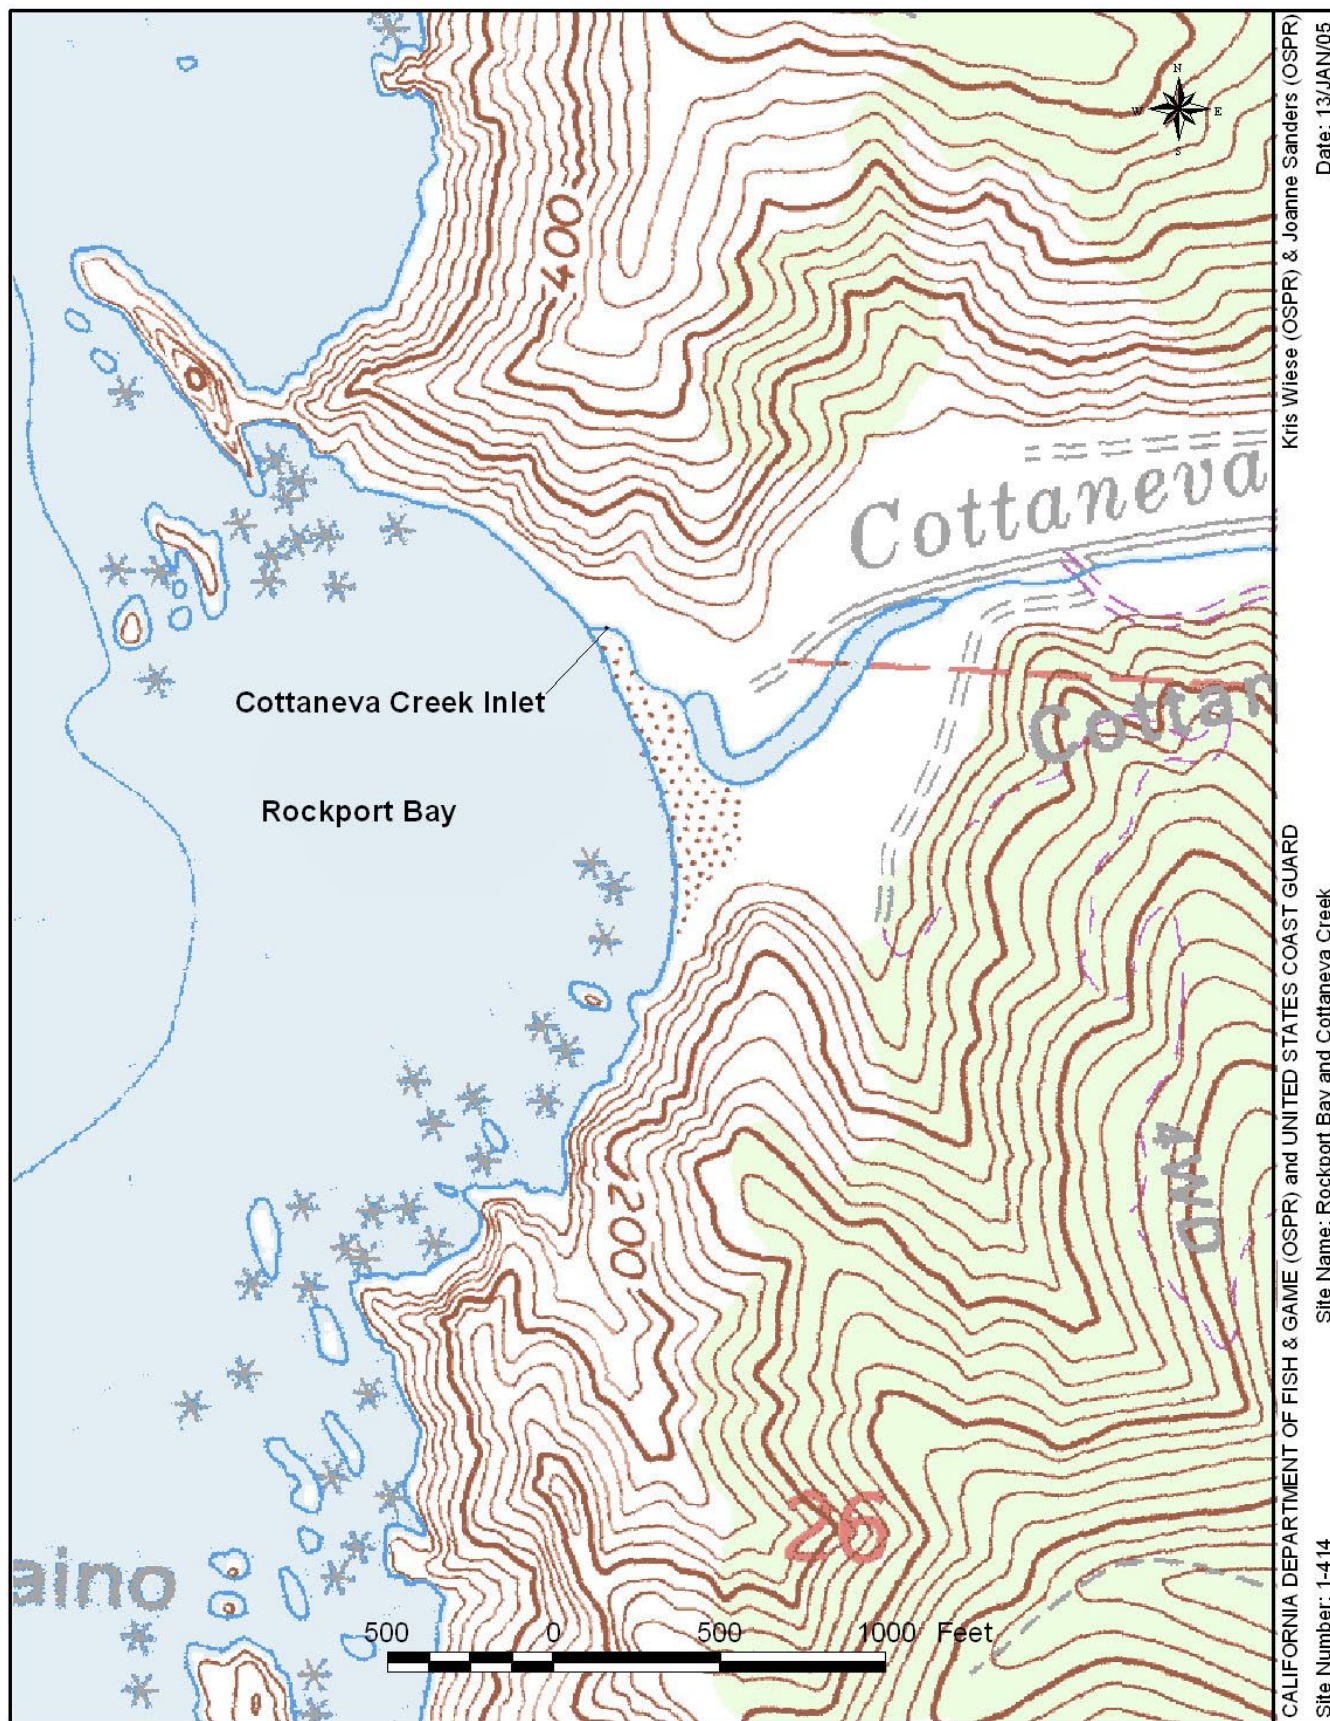 N
W E
S
400
Cottaneva
Cottaneva Creek Inlet
Cottan
Rockport Bay
200
4WD
26
aino
500 0 500 1000 Feet
CALIFORNIA DEPARTMENT OF FISH & GAME (OSPR) and UNITED STATES COAST GUARD
Kris Wiese (OSPR) & Joanne Sanders (OSPR)
Site Number: 1-414
Site Name: Rockport Bay and Cottaneva Creek
Date: 13/JAN/05